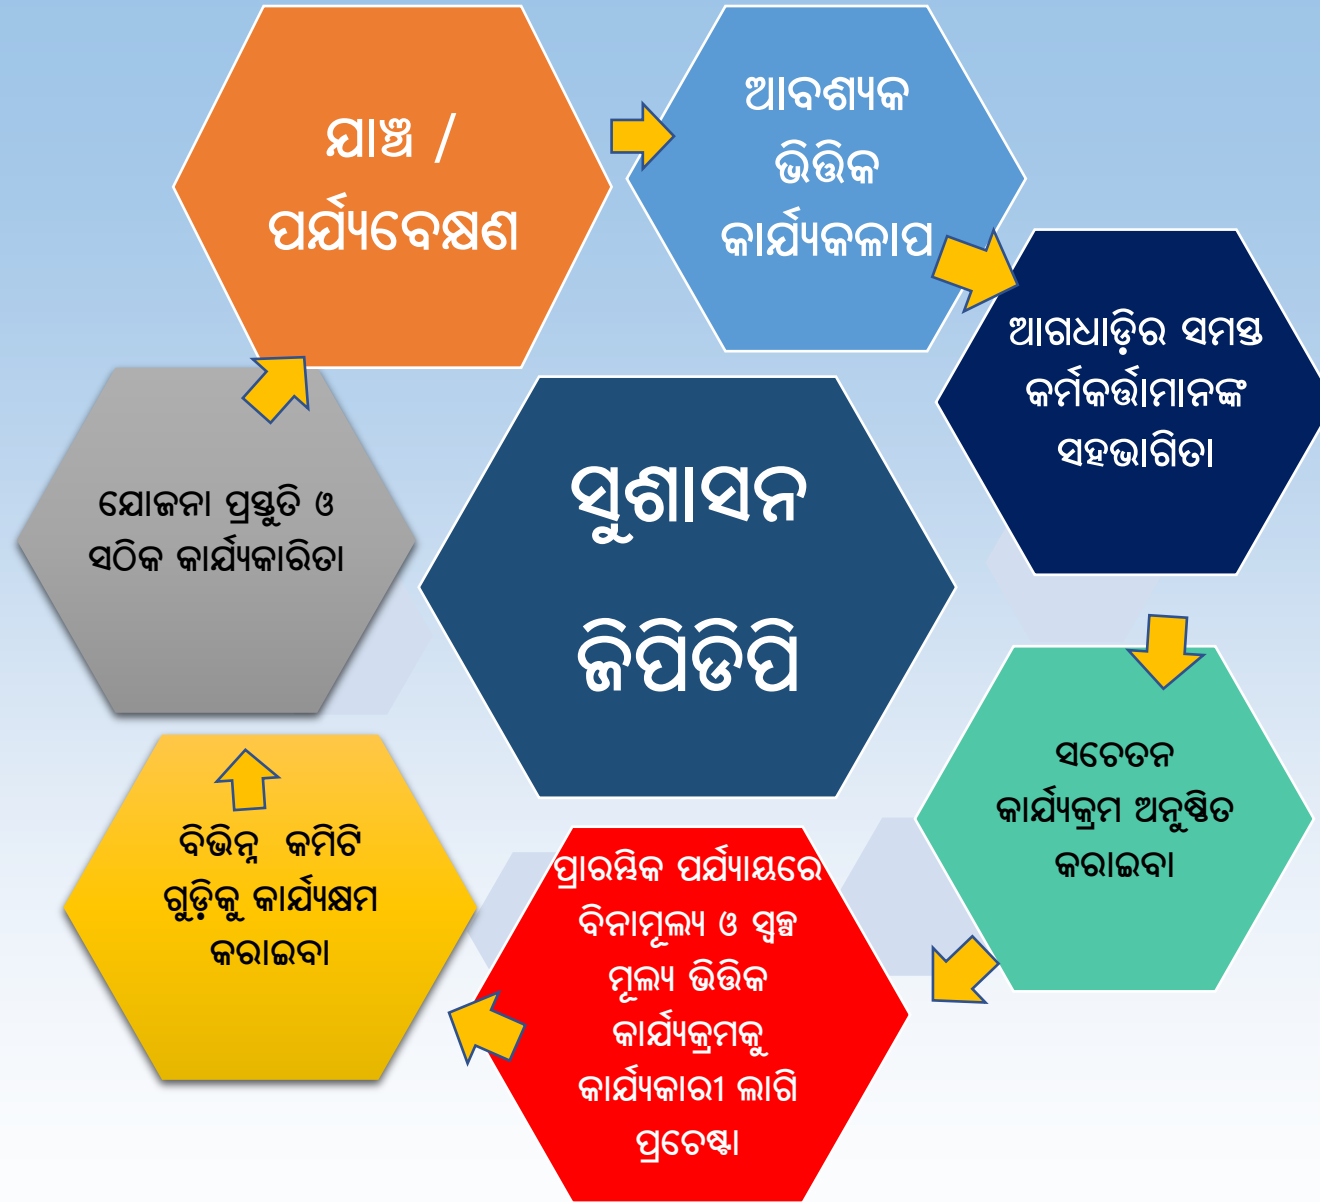 ଯାଞ୍ଚ /
ପର୍ଯ୍ୟବେକ୍ଷଣ
ଆବଶ୍ୟକ
ଭିତ୍ତିକ
କାର୍ଯ୍ୟକଳାପ
ଆଗଧାଡ଼ିର ସମସ୍ତ
କର୍ମକର୍ତ୍ତାମାନଙ୍କ
ସହଭାଗିତା
ସଚେତନ
କାର୍ଯ୍ୟକ୍ରମ ଅନୁଷ୍ଠିତ
କରାଇବା
ପ୍ରାରମ୍ଭିକ ପର୍ଯ୍ୟାୟରେ
ବିନାମୂଲ୍ୟ ଓ ସ୍ୱଳ୍ପ
ମୂଲ୍ୟ ଭିତ୍ତିକ
କାର୍ଯ୍ୟକ୍ରମକୁ
କାର୍ଯ୍ୟକାରୀ ଲାଗି
ପ୍ରଚେଷ୍ଟା
ବିଭିନ୍ନ କମିଟି
ଗୁଡ଼ିକୁ କାର୍ଯ୍ୟକ୍ଷମ
କରାଇବା
ଯୋଜନା ପ୍ରସ୍ତୁତି ଓ
ସଠିକ କାର୍ଯ୍ୟକାରିତା
ସୁଶାସନ
ଜିପିଡିପି